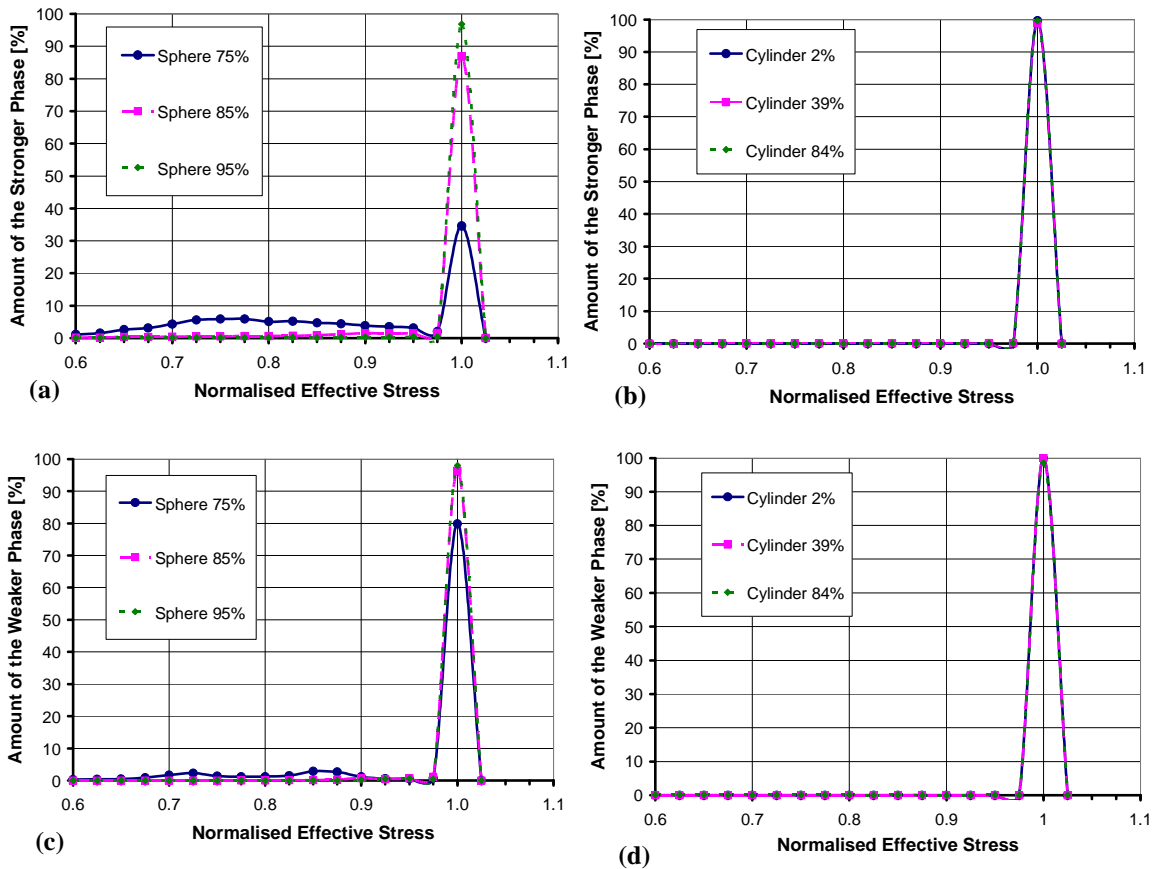 Amount of the Stronger Phase [%]
100
90
80
70
60
50
40
30
20
10
0
Sphere 75%
Sphere 85%
Sphere 95%
0.6 0.7 0.8 0.9 1.0 1.1
Normalised Effective Stress
(a)
Amount of the Stronger Phase [%]
100
90
80
70
60
50
40
30
20
10
0
Cylinder 2%
Cylinder 39%
Cylinder 84%
0.6 0.7 0.8 0.9 1.0 1.1
Normalised Effective Stress
(b)
Amount of the Weaker Phase [%]
100
90
80
70
60
50
40
30
20
10
0
Sphere 75%
Sphere 85%
Sphere 95%
0.6 0.7 0.8 0.9 1.0 1.1
Normalised Effective Stress
(c)
Amount of the Weaker Phase [%]
100
90
80
70
60
50
40
30
20
10
0
Cylinder 2%
Cylinder 39%
Cylinder 84%
0.6 0.7 0.8 0.9 1 1.1
Normalised Effective Stress
(d)